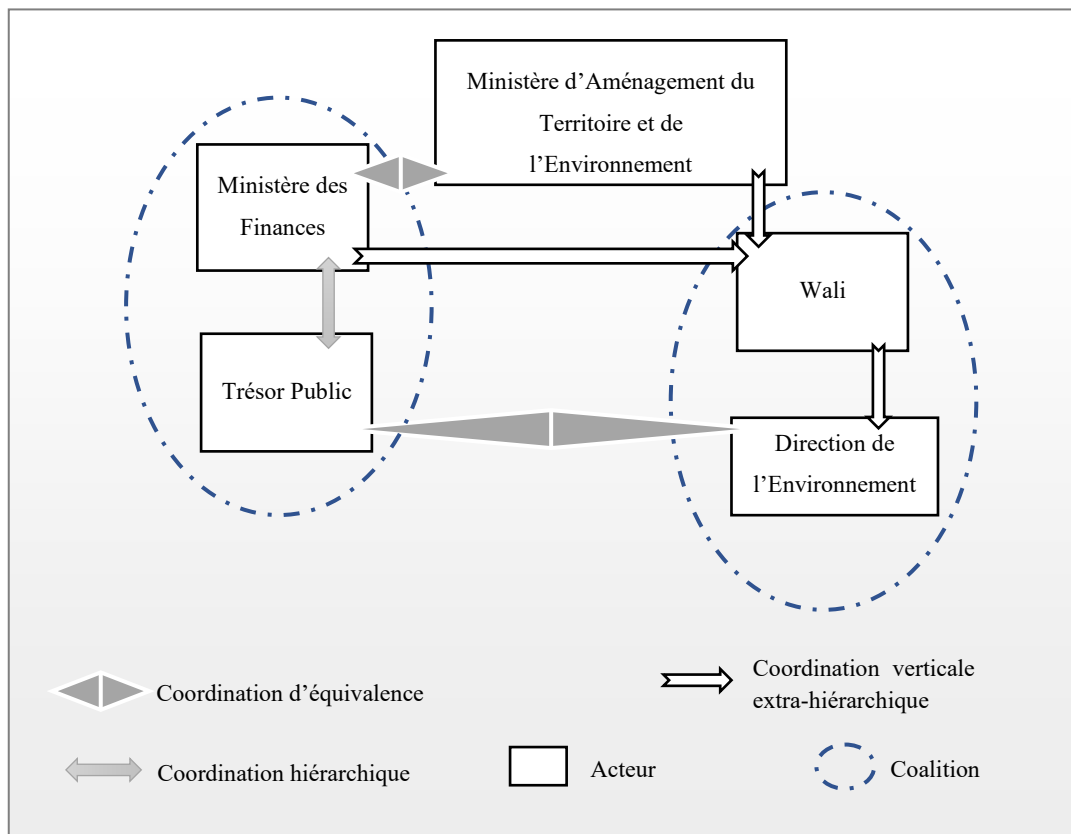 Ministère d’Aménagement du
Territoire et de
l’Environnement
Ministère des
Finances
Wali
Trésor Public
Direction de
l’Environnement
Coordination d’équivalence
Coordination verticale
extra-hiérarchique
Coordination hiérarchique
Acteur
Coalition